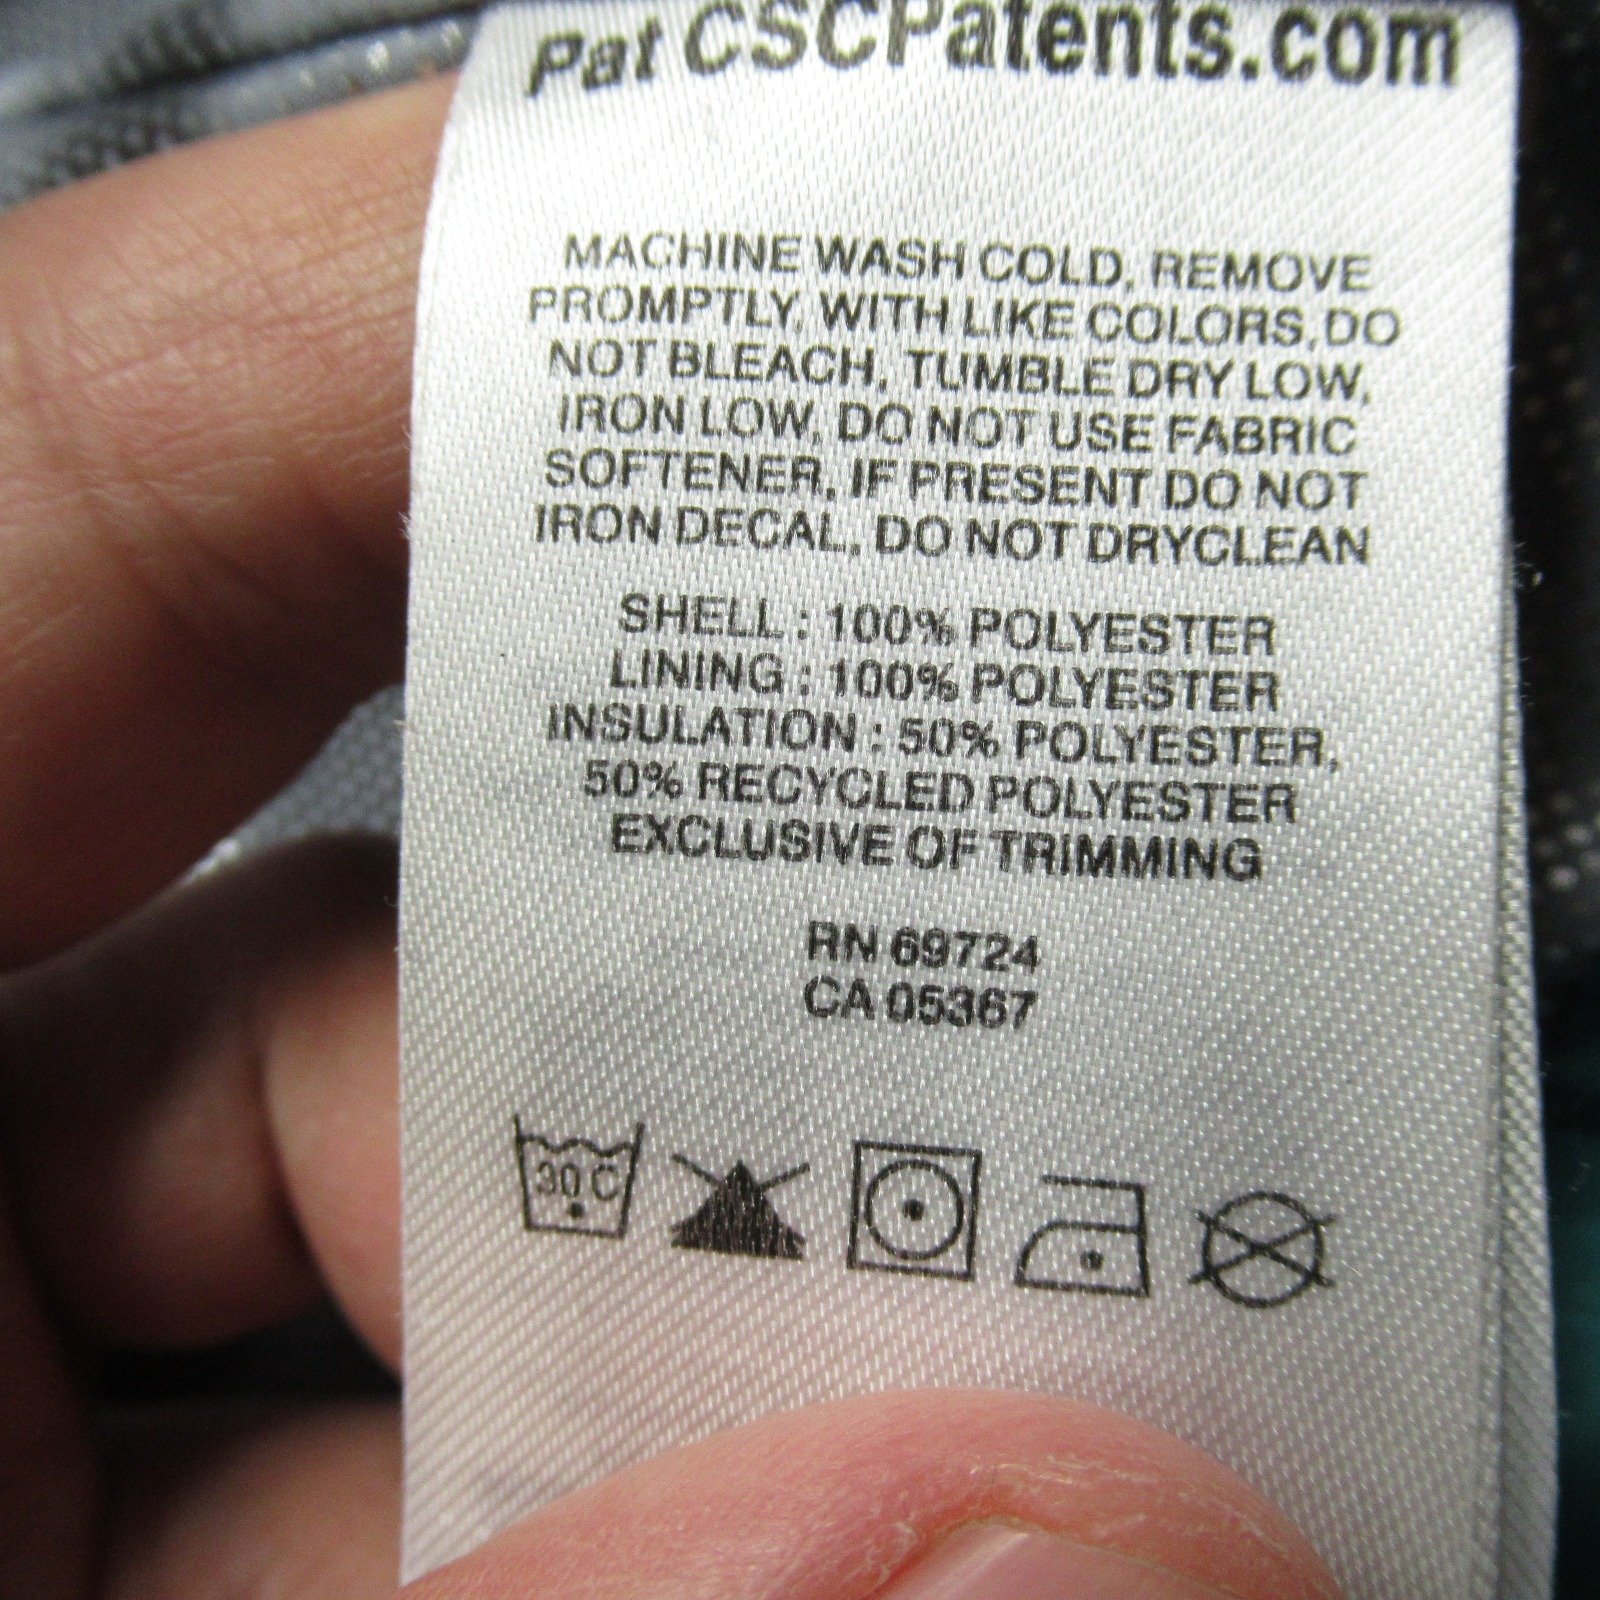 Pat CSCPatents.com
MACHINE WASH COLD, REMOVE
PROMPTLY, WITH LIKE COLORS, DO
NOT BLEACH, TUMBLE DRY LOW,
IRON LOW, DO NOT USE FABRIC
SOFTENER, IF PRESENT DO NOT
IRON DECAL, DO NOT DRYCLEAN
SHELL : 100% POLYESTER
LINING : 100% POLYESTER
INSULATION : 50% POLYESTER,
50% RECYCLED POLYESTER
EXCLUSIVE OF TRIMMING
RN 69724
CA 05367
30 C